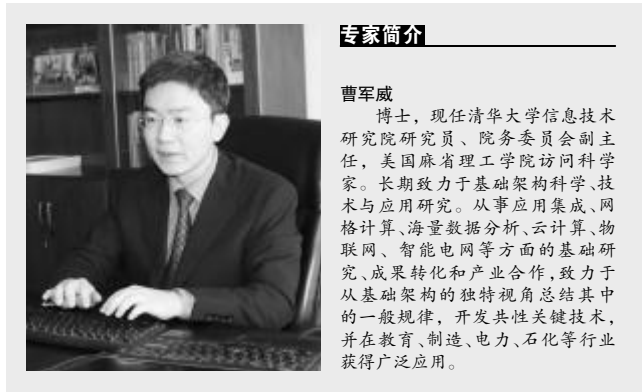 专家简介
曹军威
博士，现任清华大学信息技术
研究院研究员、院务委员会副主
任，美国麻省理工学院访问科学
家。长期致力于基础架构科学、技
术与应用研究。从事应用集成、网
格计算、海量数据分析、云计算、物
联网、智能电网等方面的基础研
究、成果转化和产业合作，致力于
从基础架构的独特视角总结其中
的一般规律，开发共性关键技术，
并在教育、制造、电力、石化等行业
获得广泛应用。